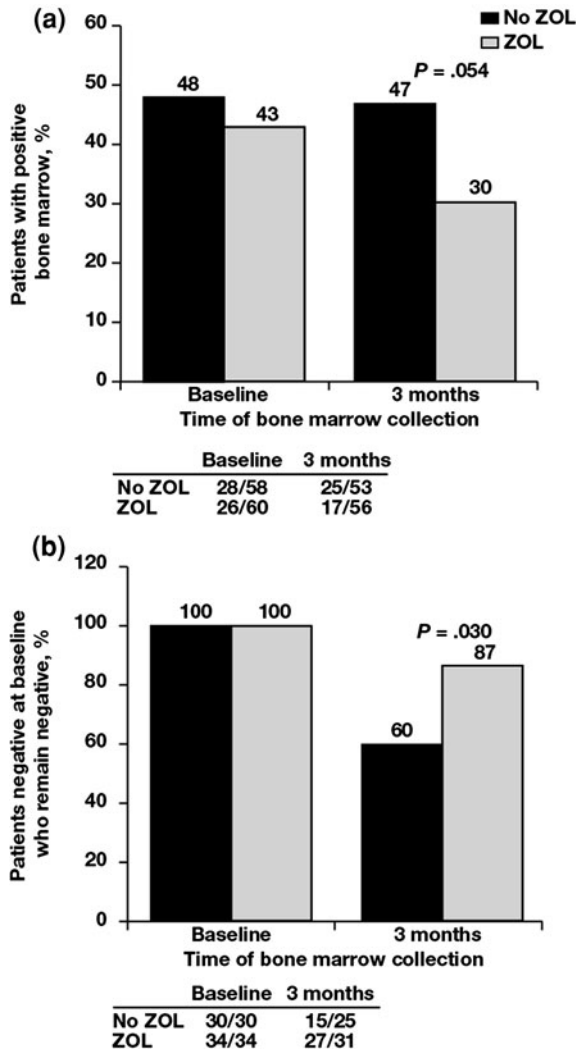 (a)
No ZOL
ZOL
Patients with positive
bone marrow, %
60
50
40
30
20
10
0
48
43
P = .054
47
30
Baseline 3 months
Time of bone marrow collection
Baseline 3 months
No ZOL 28/58 25/53
ZOL 26/60 17/56
(b)
Patients negative at baseline
who remain negative, %
120
100
80
60
40
20
0
100 100
P = .030
87
60
Baseline 3 months
Time of bone marrow collection
Baseline 3 months
No ZOL 30/30 15/25
ZOL 34/34 27/31